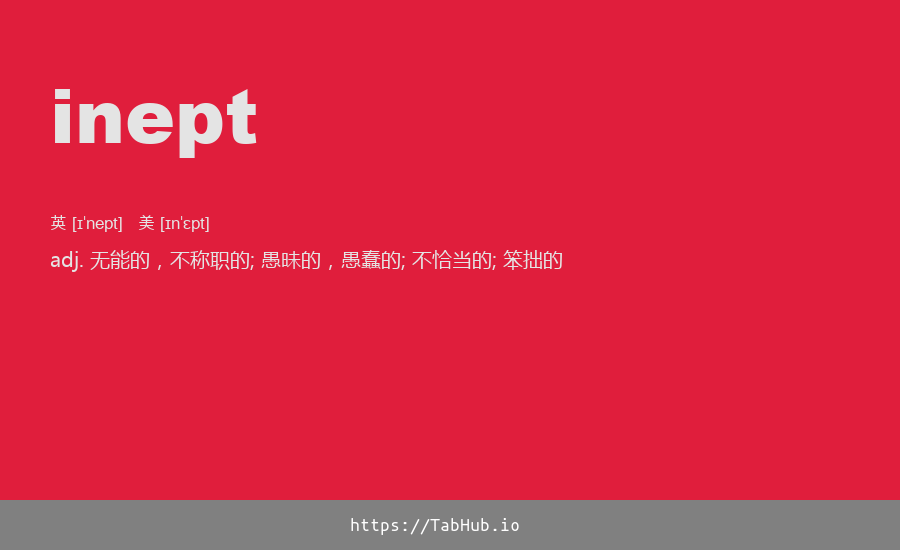 inept
英 [ɪ'nept] 美 [ɪn'ɛpt]
adj. 无能的，不称职的; 愚昧的，愚蠢的; 不恰当的; 笨拙的
https://TabHub.io